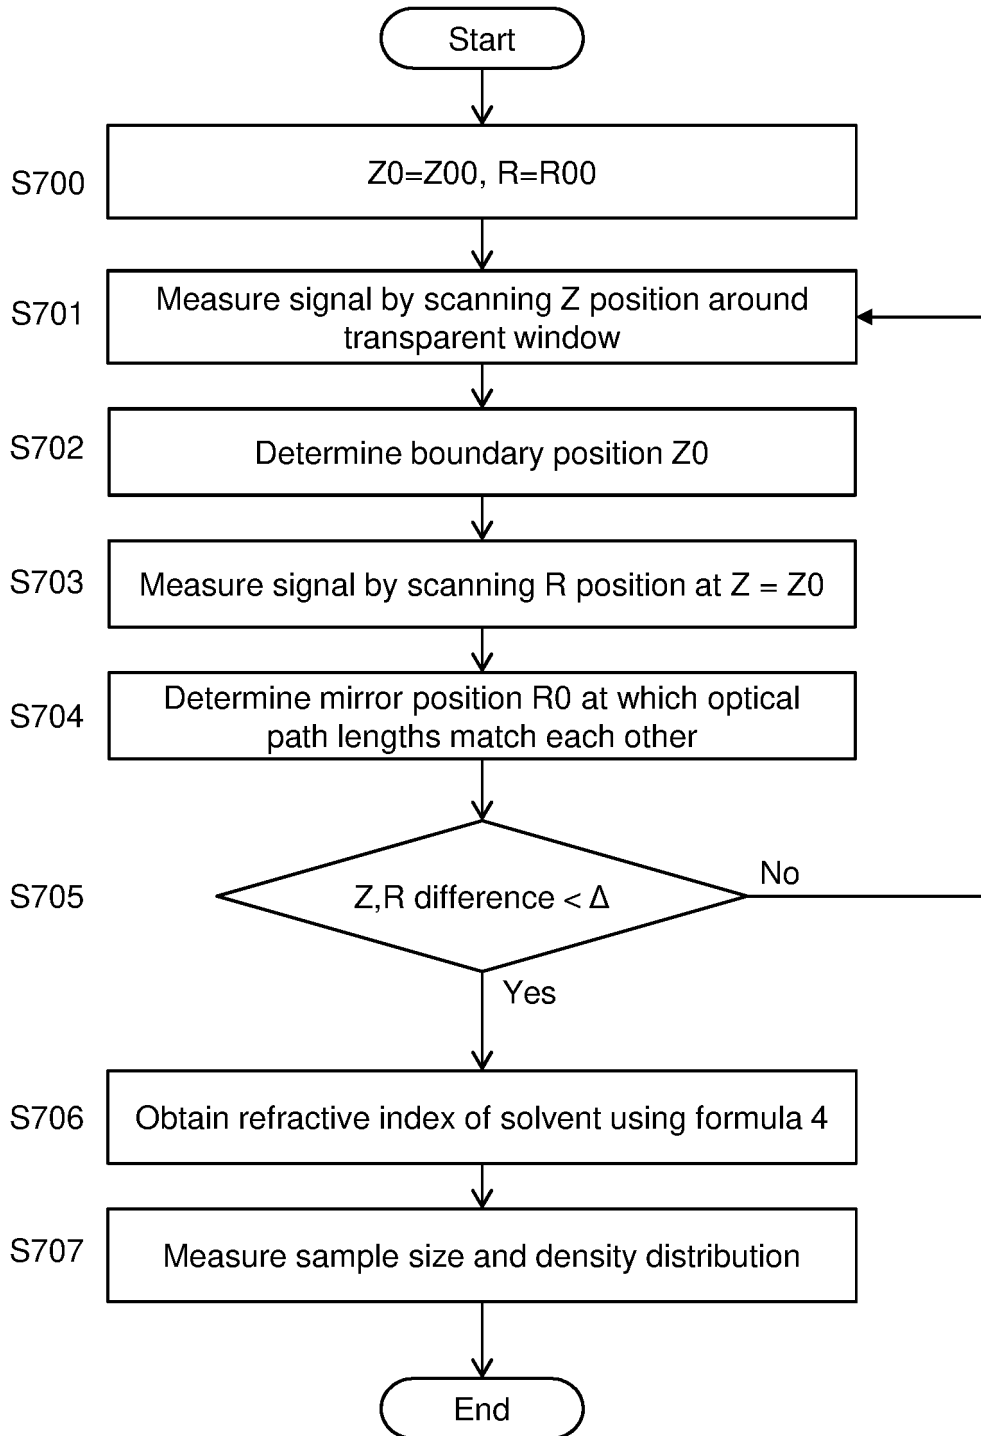 Start
S700
Z0=Z00, R=R00
S701
Measure signal by scanning Z position around
transparent window
S702
Determine boundary position Z0
S703
Measure signal by scanning R position at Z = Z0
S704
Determine mirror position R0 at which optical
path lengths match each other
S705
Z,R difference < Δ
No
Yes
S706
Obtain refractive index of solvent using formula 4
S707
Measure sample size and density distribution
End